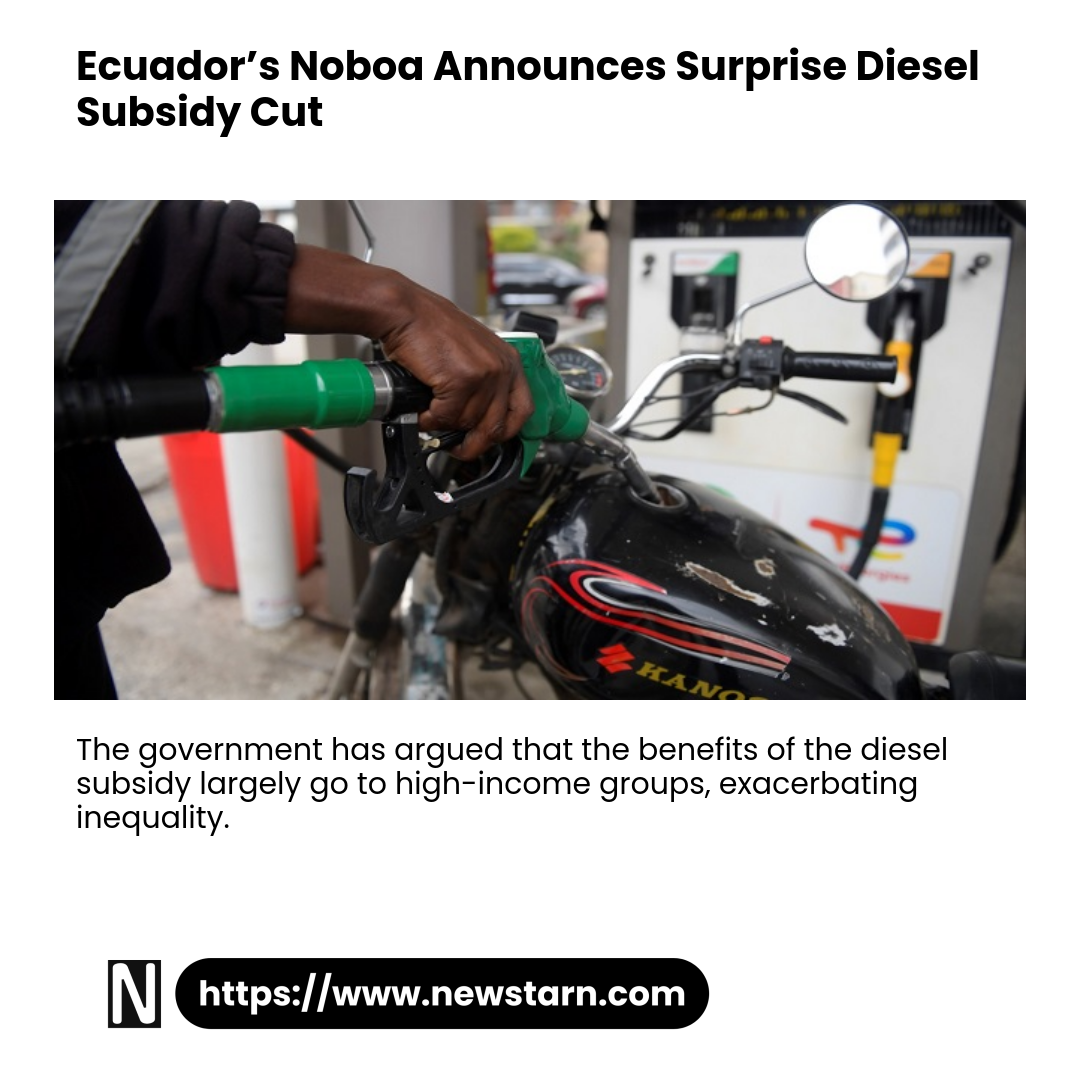 Ecuador’s Noboa Announces Surprise Diesel
Subsidy Cut
The government has argued that the benefits of the diesel
subsidy largely go to high-income groups, exacerbating
inequality.
N
https://www.newstarn.com